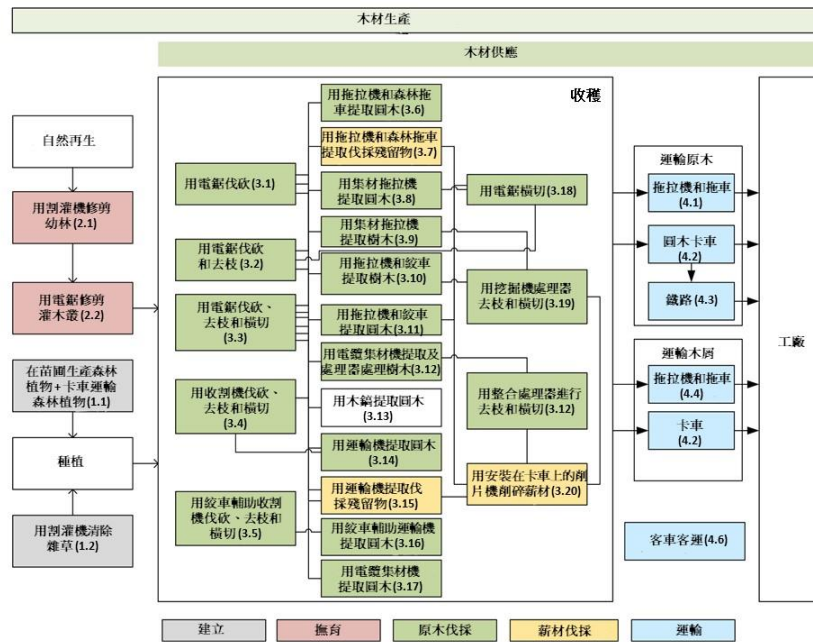 木材生產
木材供應
收穫
自然再生
用割灌機修剪
幼林(2.1)
用電鋸修剪
灌木叢(2.2)
在苗圃生產森林
植物+卡車運輸
森林植物(1.1)
種植
用割灌機清除
雜草(1.2)
用電鋸伐砍(3.1)
用電鋸伐砍
和去枝(3.2)
用電鋸伐砍、
去枝和橫切
(3.3)
用收割機伐砍、
去枝和橫切
(3.4)
用絞車輔助收割
機伐砍、去枝和
橫切(3.5)
用拖拉機和森林拖
車提取圓木(3.6)
用拖拉機和森林拖車
提取伐採殘留物(3.7)
用集材拖拉機
提取圓木(3.8)
用集材拖拉機
提取樹木(3.9)
用拖拉機和絞車
提取樹木(3.10)
用拖拉機和絞車
提取圓木(3.11)
用電纜集材機提取及
處理器處理樹木(3.12)
用木鎬提取圓木
(3.13)
用運輸機提取圓木
(3.14)
用運輸機提取伐
採殘留物(3.15)
用絞車輔助運輸機
提取圓木(3.16)
用電纜集材機
提取圓木(3.17)
用電鋸橫切(3.18)
用挖掘機處理器
去枝和橫切
(3.19)
用整合處理器進行
去枝和橫切(3.12)
用安裝在卡車上的削
片機削碎薪材(3.20)
運輸原木
拖拉機和拖車
(4.1)
圓木卡車
(4.2)
鐵路(4.3)
運輸木屑
拖拉機和拖車
(4.4)
卡車
(4.2)
客車客運(4.6)
工廠
建立
撫育
原木伐採
薪材伐採
運輸